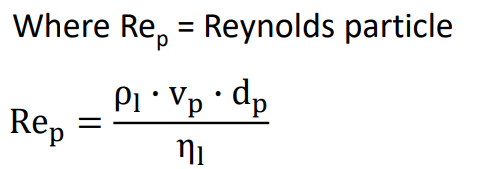 Where Reₚ = Reynolds particle
Reₚ = (ρₗ · vₚ · dₚ) / ηₗ